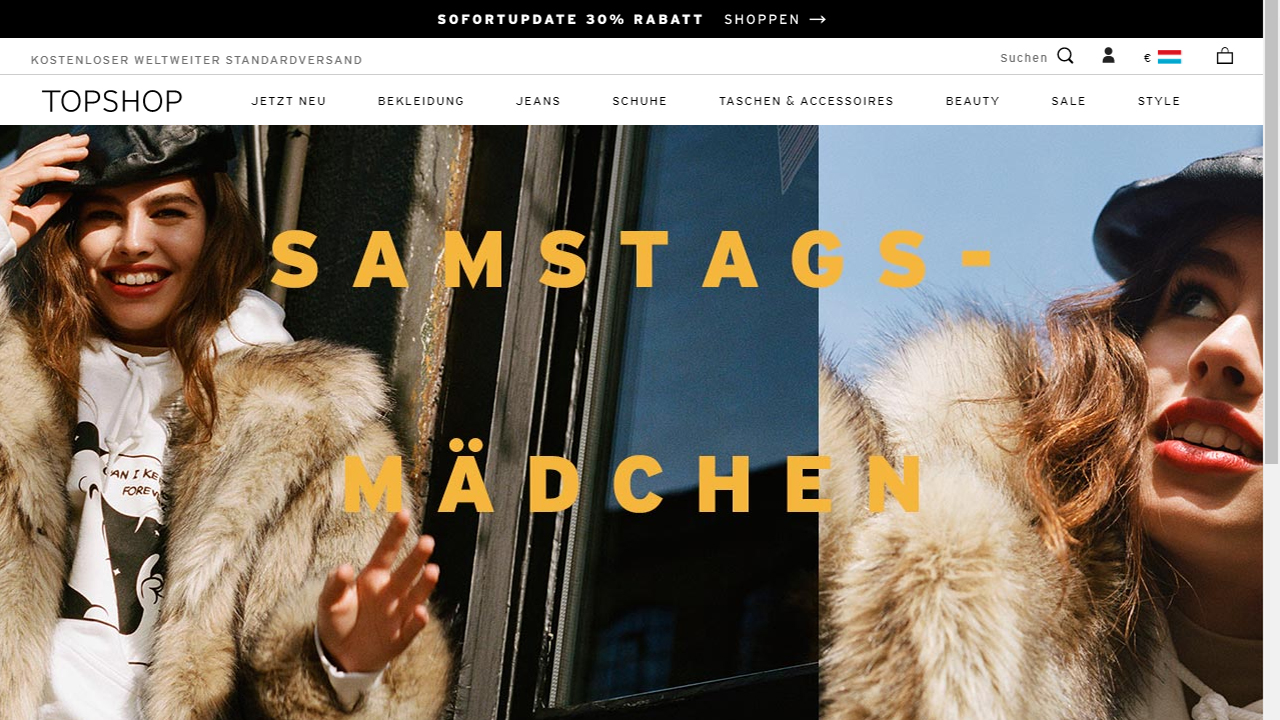 SOFORTUPDATE 30% RABATT SHOPPEN →
KOSTENLOSER WELTWEITER STANDARDVERSAND
Suchen €
TOPSHOP JETZT NEU BEKLEIDUNG JEANS SCHUHE TASCHEN & ACCESSOIRES BEAUTY SALE STYLE
SAMSTAGS-
MÄDCHEN
AN I KE
FOREV